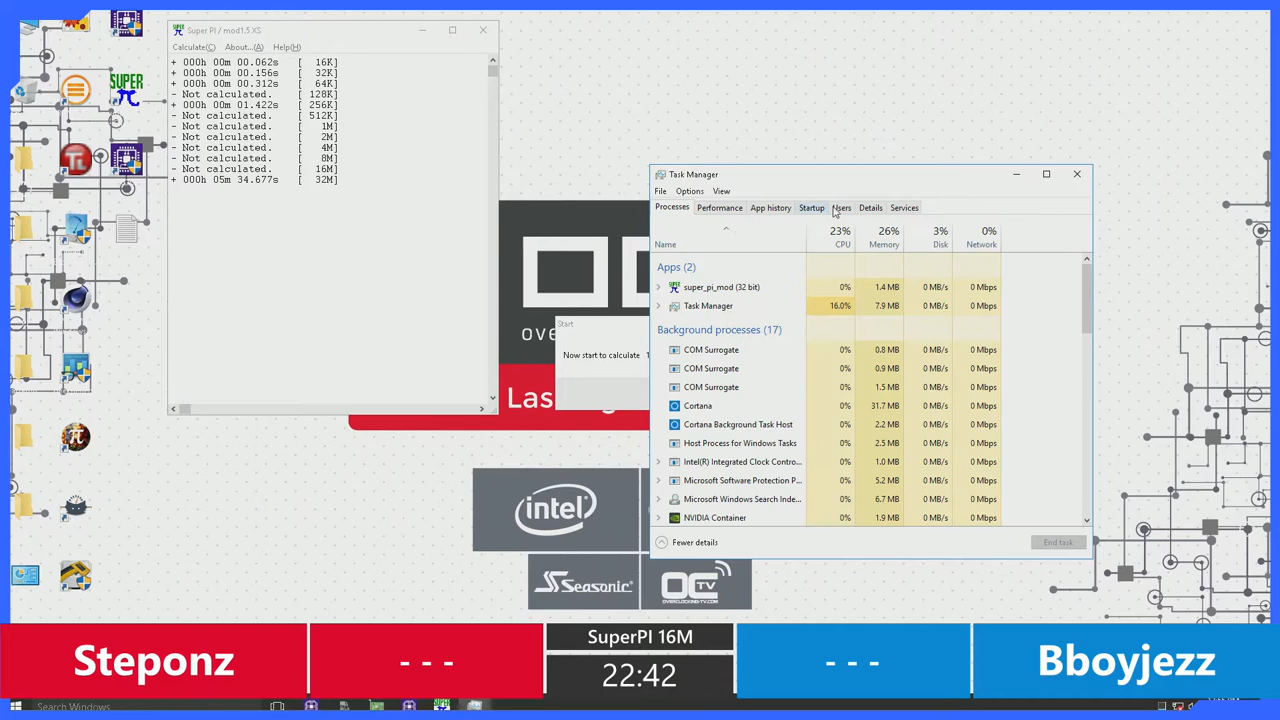 Super PI / mod1.5 XS
Calculate(C) About...(A) Help(H)
+ 000h 00m 00.062s [ 16K]
+ 000h 00m 00.156s [ 32K]
+ 000h 00m 00.312s [ 64K]
- Not calculated. [ 128K]
+ 000h 00m 01.422s [ 256K]
- Not calculated. [ 512K]
- Not calculated. [ 1M]
- Not calculated. [ 2M]
- Not calculated. [ 4M]
- Not calculated. [ 8M]
- Not calculated. [ 16M]
+ 000h 05m 34.677s [ 32M]
SUPER
π
Start
Now start to calculate
Task Manager
File Options View
Processes Performance App history Startup Users Details Services
23% 26% 3% 0%
Name CPU Memory Disk Network
Apps (2)
super_pi_mod (32 bit) 0% 1.4 MB 0 MB/s 0 Mbps
Task Manager 16.0% 7.9 MB 0 MB/s 0 Mbps
Background processes (17)
COM Surrogate 0% 0.8 MB 0 MB/s 0 Mbps
COM Surrogate 0% 0.9 MB 0 MB/s 0 Mbps
COM Surrogate 0% 1.5 MB 0 MB/s 0 Mbps
Cortana 0% 31.7 MB 0 MB/s 0 Mbps
Cortana Background Task Host 0% 2.2 MB 0 MB/s 0 Mbps
Host Process for Windows Tasks 0% 2.5 MB 0 MB/s 0 Mbps
Intel(R) Integrated Clock Contro... 0% 1.0 MB 0 MB/s 0 Mbps
Microsoft Software Protection P... 0% 5.2 MB 0 MB/s 0 Mbps
Microsoft Windows Search Inde... 0% 6.7 MB 0 MB/s 0 Mbps
NVIDIA Container 0% 1.9 MB 0 MB/s 0 Mbps
Fewer details
End task
intel
Seasonic
OCTV
OVERCLOCKING-TV.COM
Steponz
- - -
SuperPI 16M
22:42
- - -
Bboyjezz
Search Windows